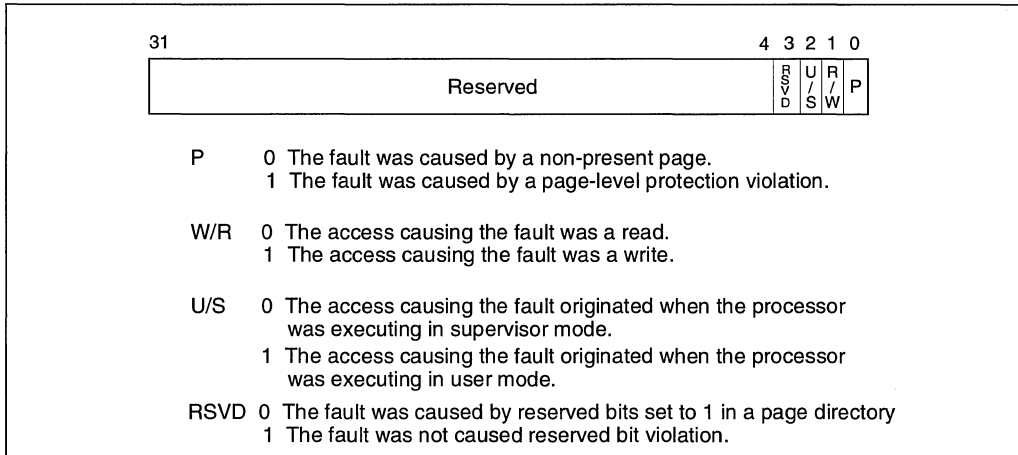 31 4 3 2 1 0
Reserved RSVD U/S R/W P
P 0 The fault was caused by a non-present page.
1 The fault was caused by a page-level protection violation.
W/R 0 The access causing the fault was a read.
1 The access causing the fault was a write.
U/S 0 The access causing the fault originated when the processor
was executing in supervisor mode.
1 The access causing the fault originated when the processor
was executing in user mode.
RSVD 0 The fault was caused by reserved bits set to 1 in a page directory
1 The fault was not caused reserved bit violation.